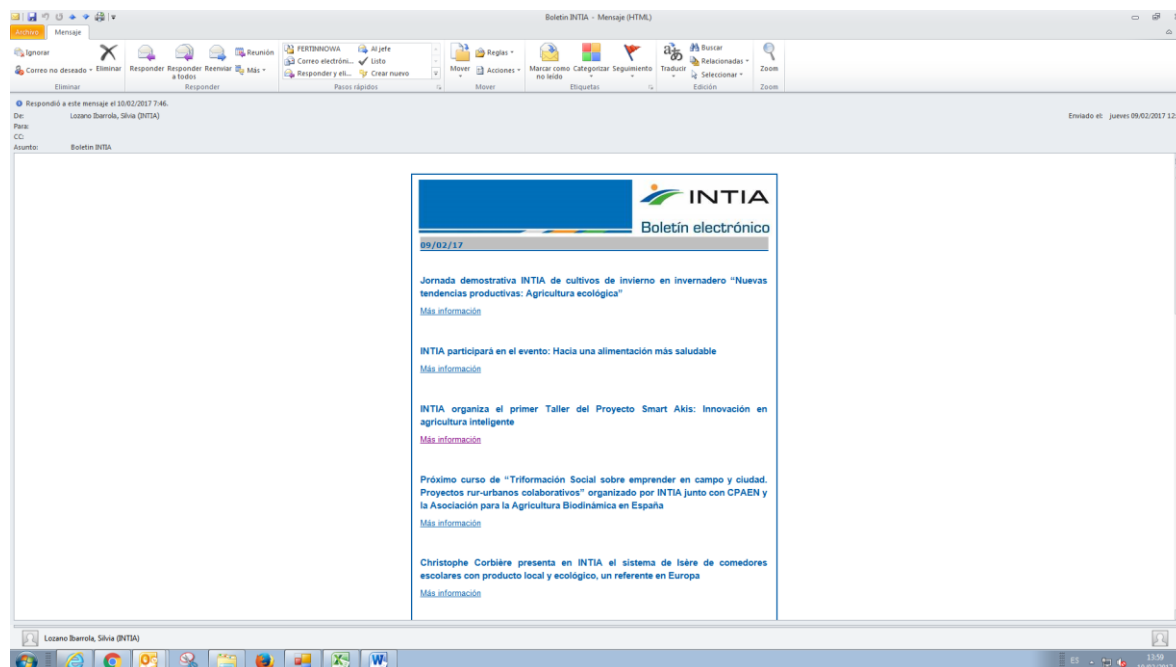 Boletin INTIA - Mensaje (HTML)
Archivo Mensaje
Ignorar
Correo no deseado
Eliminar
Responder
Responder a todos
Reenviar
Reunión
Más
FERTINNOWA
Correo electróni...
Responder y eli...
Al jefe
Listo
Crear nuevo
Mover
Reglas
Acciones
Marcar como no leído
Categorizar
Seguimiento
Traducir
Buscar
Relacionadas
Seleccionar
Zoom
Eliminar Responder Pasos rápidos Mover Etiquetas Edición Zoom
Respondió a este mensaje el 10/02/2017 7:46.
De: Lozano Ibarrola, Silvia (INTIA) Enviado el: jueves 09/02/2017 12:
Para:
CC:
Asunto: Boletin INTIA
INTIA
Boletín electrónico
09/02/17
Jornada demostrativa INTIA de cultivos de invierno en invernadero “Nuevas
tendencias productivas: Agricultura ecológica”
Más información
INTIA participará en el evento: Hacia una alimentación más saludable
Más información
INTIA organiza el primer Taller del Proyecto Smart Akis: Innovación en
agricultura inteligente
Más información
Próximo curso de “Triformación Social sobre emprender en campo y ciudad.
Proyectos rur-urbanos colaborativos” organizado por INTIA junto con CPAEN y
la Asociación para la Agricultura Biodinámica en España
Más información
Christophe Corbière presenta en INTIA el sistema de Isère de comedores
escolares con producto local y ecológico, un referente en Europa
Más información
Lozano Ibarrola, Silvia (INTIA)
ES
13:59